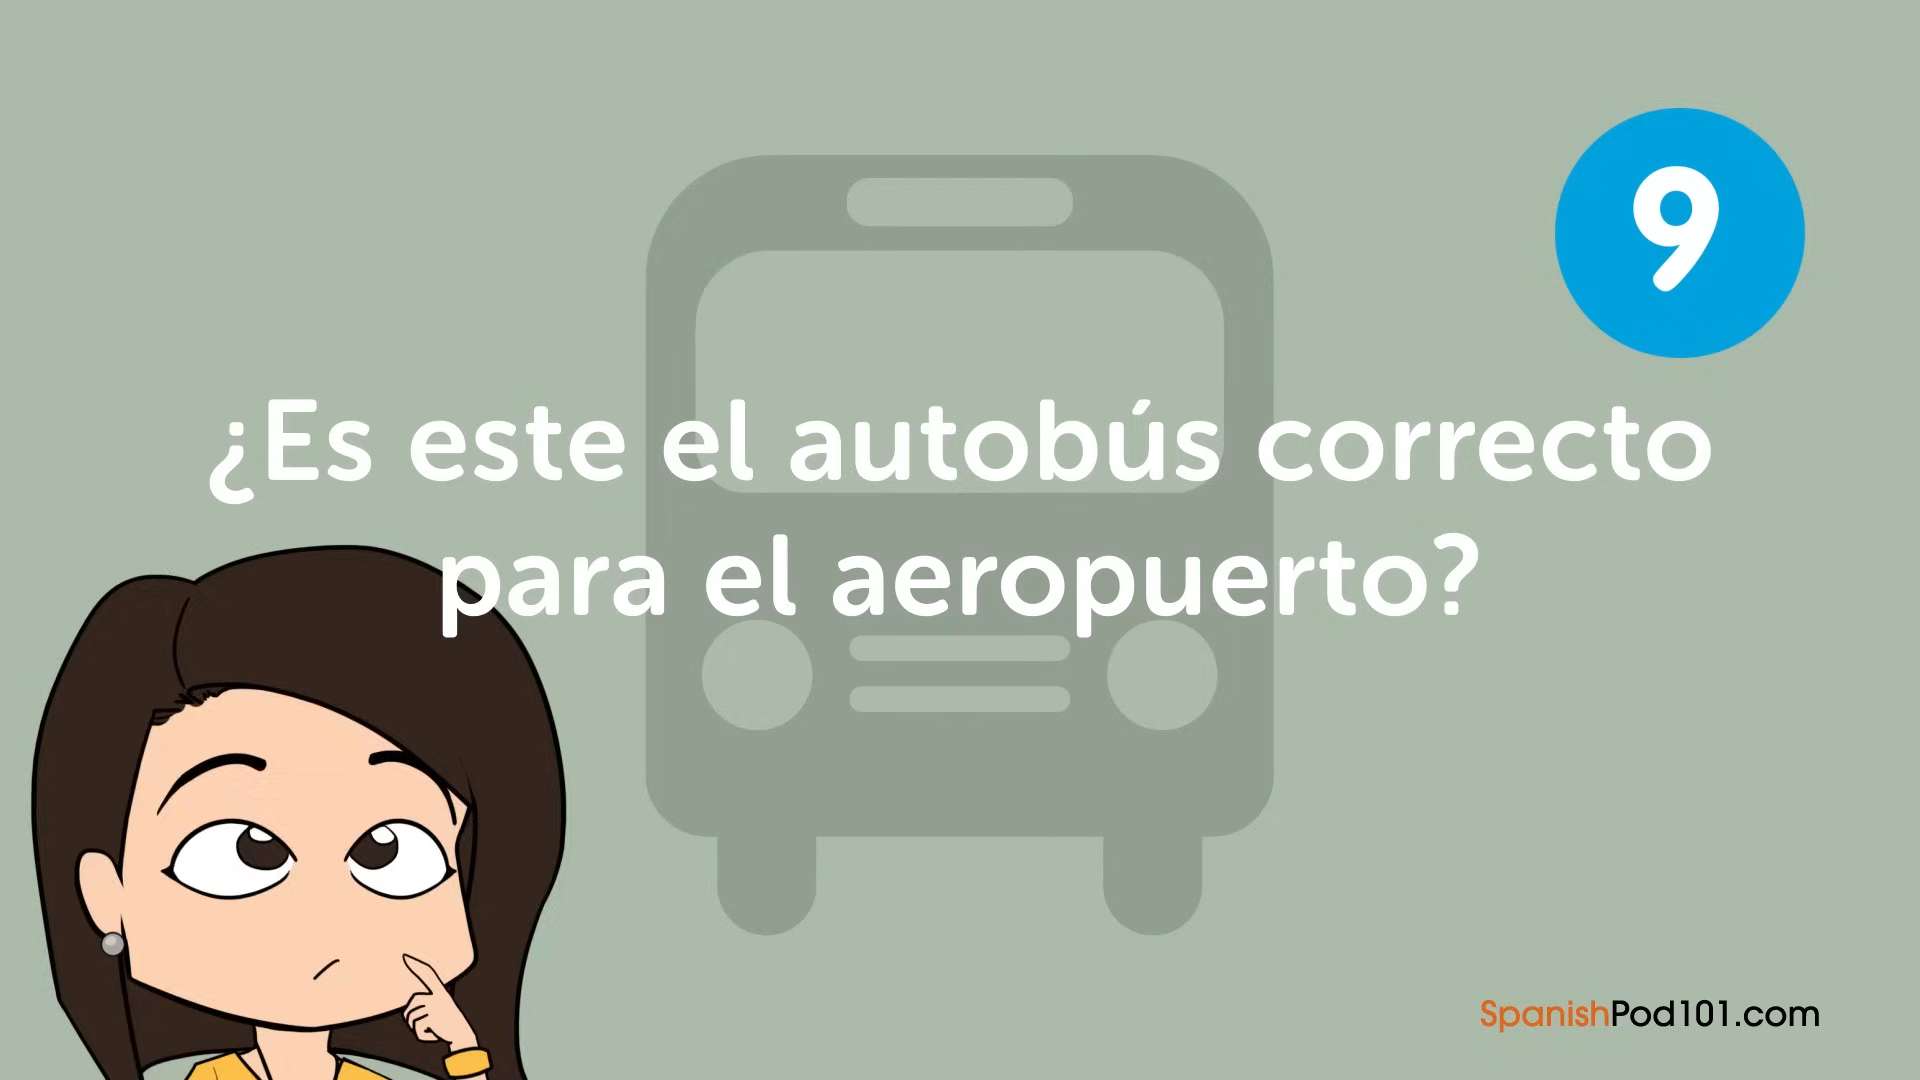 9
¿Es este el autobús correcto
para el aeropuerto?
SpanishPod101.com